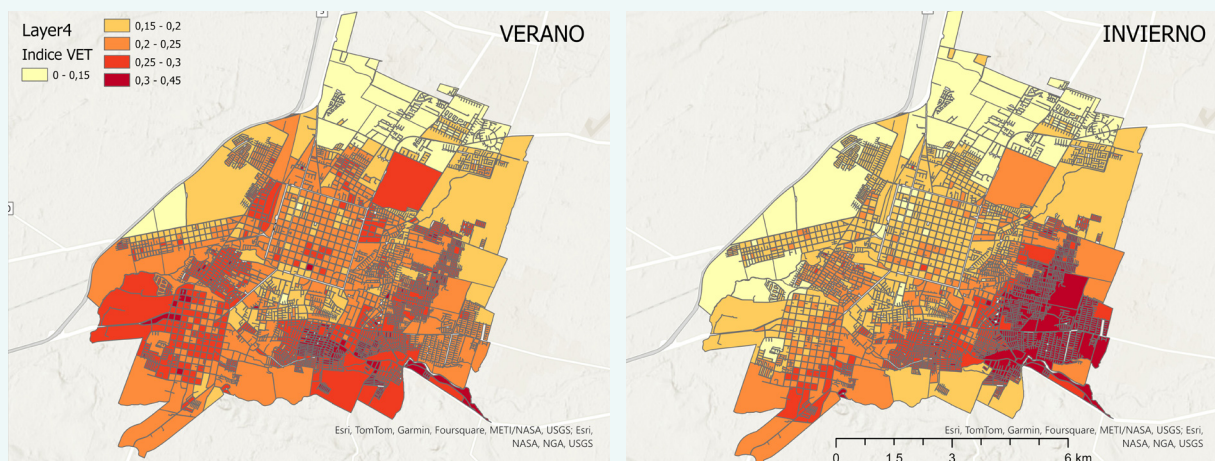 Layer4
Indice VET
0 - 0,15
0,15 - 0,2
0,2 - 0,25
0,25 - 0,3
0,3 - 0,45
VERANO
Esri, TomTom, Garmin, Foursquare, METI/NASA, USGS; Esri,
NASA, NGA, USGS
INVIERNO
Esri, TomTom, Garmin, Foursquare, METI/NASA, USGS; Esri,
NASA, NGA, USGS
0 1,5 3 6 km